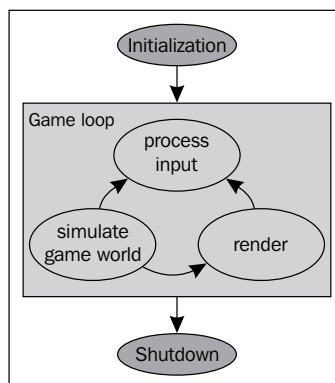 Initialization
Game loop
process
input
simulate
game world
render
Shutdown